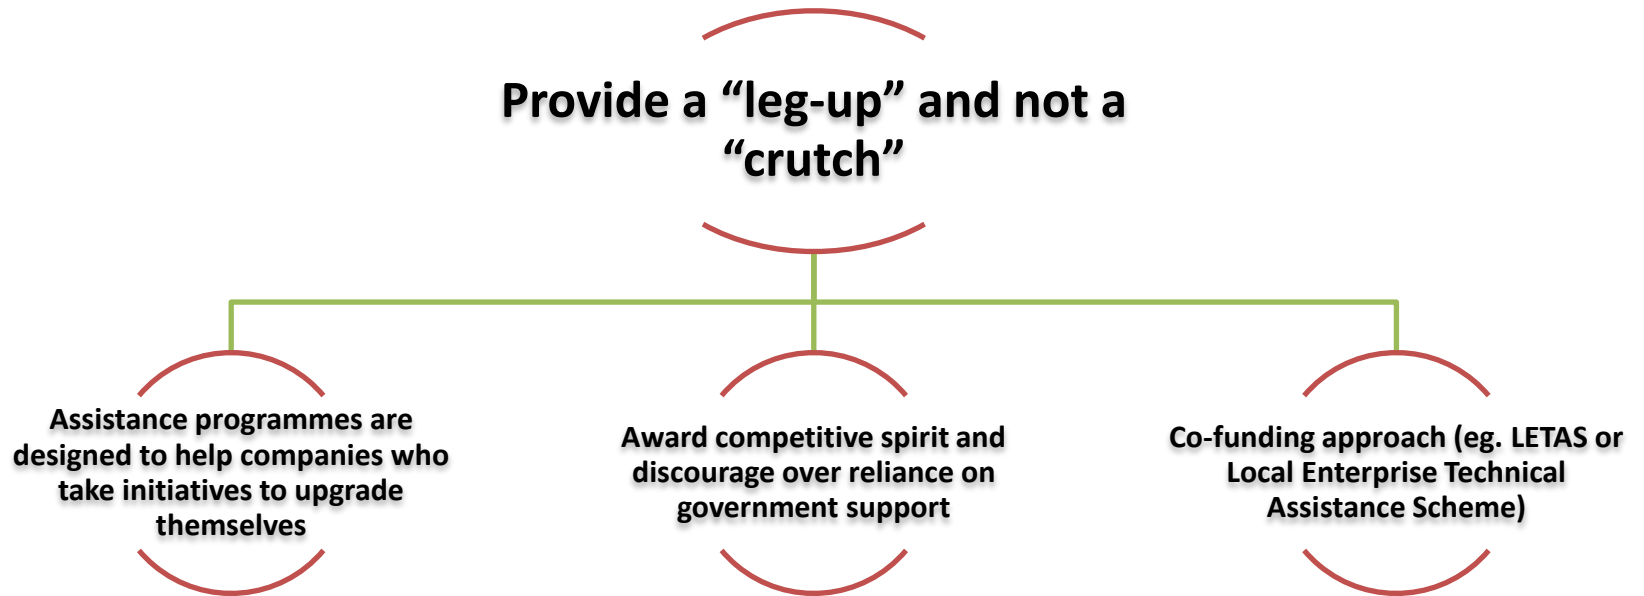 Provide a “leg-up” and not a
“crutch”
Assistance programmes are
designed to help companies who
take initiatives to upgrade
themselves
Award competitive spirit and
discourage over reliance on
government support
Co-funding approach (eg. LETAS or
Local Enterprise Technical
Assistance Scheme)